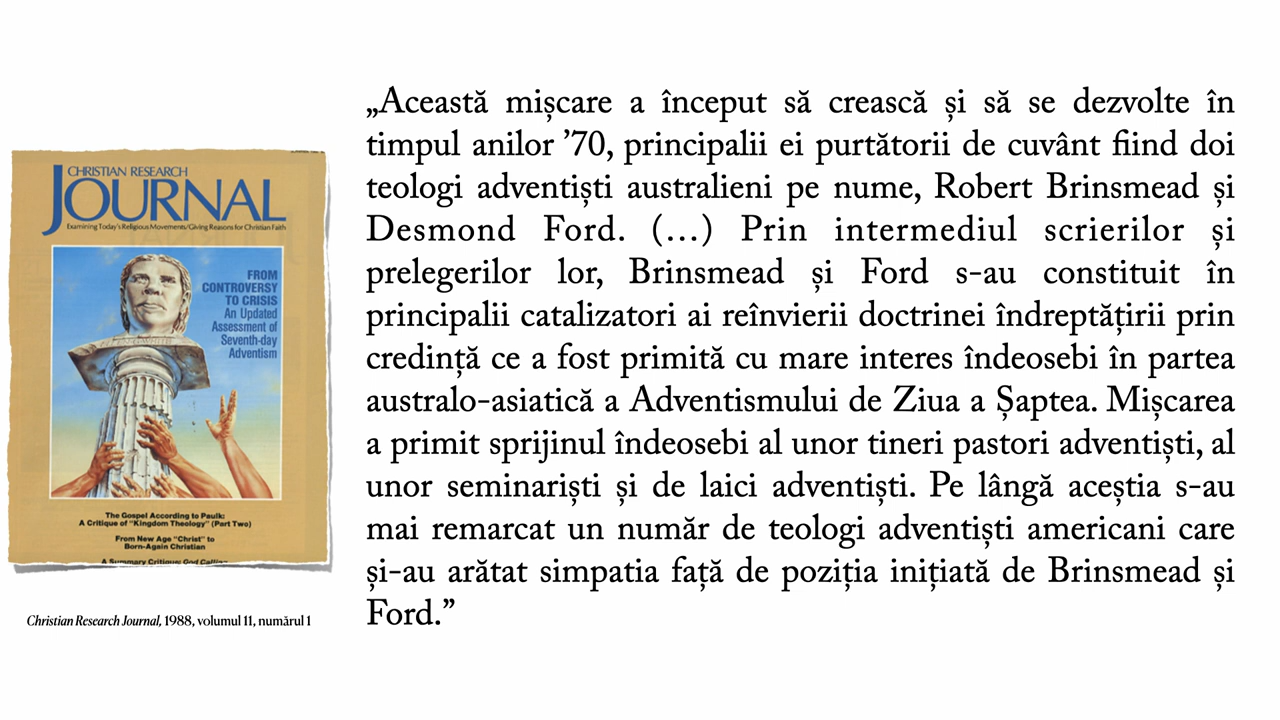 CHRISTIAN RESEARCH
JOURNAL
Examining Today's Religious Movements/Giving Reasons for Christian Faith
FROM
CONTROVERSY
TO CRISIS
An Updated
Assessment of
Seventh-day
Adventism
The Gospel According to Paulk:
A Critique of "Kingdom Theology" (Part Two)
From New Age "Christ" to
Born-Again Christian
A Summary Critique: God Calling
Christian Research Journal, 1988, volumul 11, numărul 1
„Această mișcare a început să crească și să se dezvolte în
timpul anilor ’70, principalii ei purtătorii de cuvânt fiind doi
teologi adventiști australieni pe nume, Robert Brinsmead și
Desmond Ford. (…) Prin intermediul scrierilor și
prelegerilor lor, Brinsmead și Ford s-au constituit în
principalii catalizatori ai reînvierii doctrinei îndreptățirii prin
credință ce a fost primită cu mare interes îndeosebi în partea
australo-asiatică a Adventismului de Ziua a Șaptea. Mișcarea
a primit sprijinul îndeosebi al unor tineri pastori adventiști, al
unor seminariști și de laici adventiști. Pe lângă aceștia s-au
mai remarcat un număr de teologi adventiști americani care
și-au arătat simpatia față de poziția inițiată de Brinsmead și
Ford.”